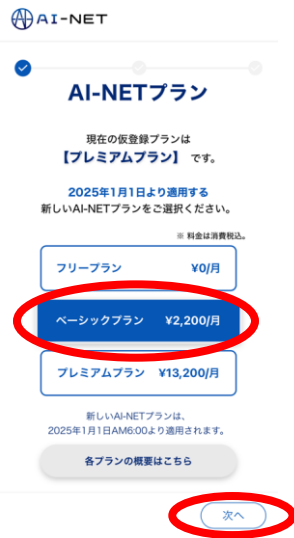 AI-NET
AI-NETプラン
現在の仮登録プランは
【プレミアムプラン】 です。
2025年1月1日より適用する
新しいAI-NETプランをご選択ください。
※ 料金は消費税込。
フリープラン ¥0/月
ベーシックプラン ¥2,200/月
プレミアムプラン ¥13,200/月
新しいAI-NETプランは、
2025年1月1日AM6:00より適用されます。
各プランの概要はこちら
次へ